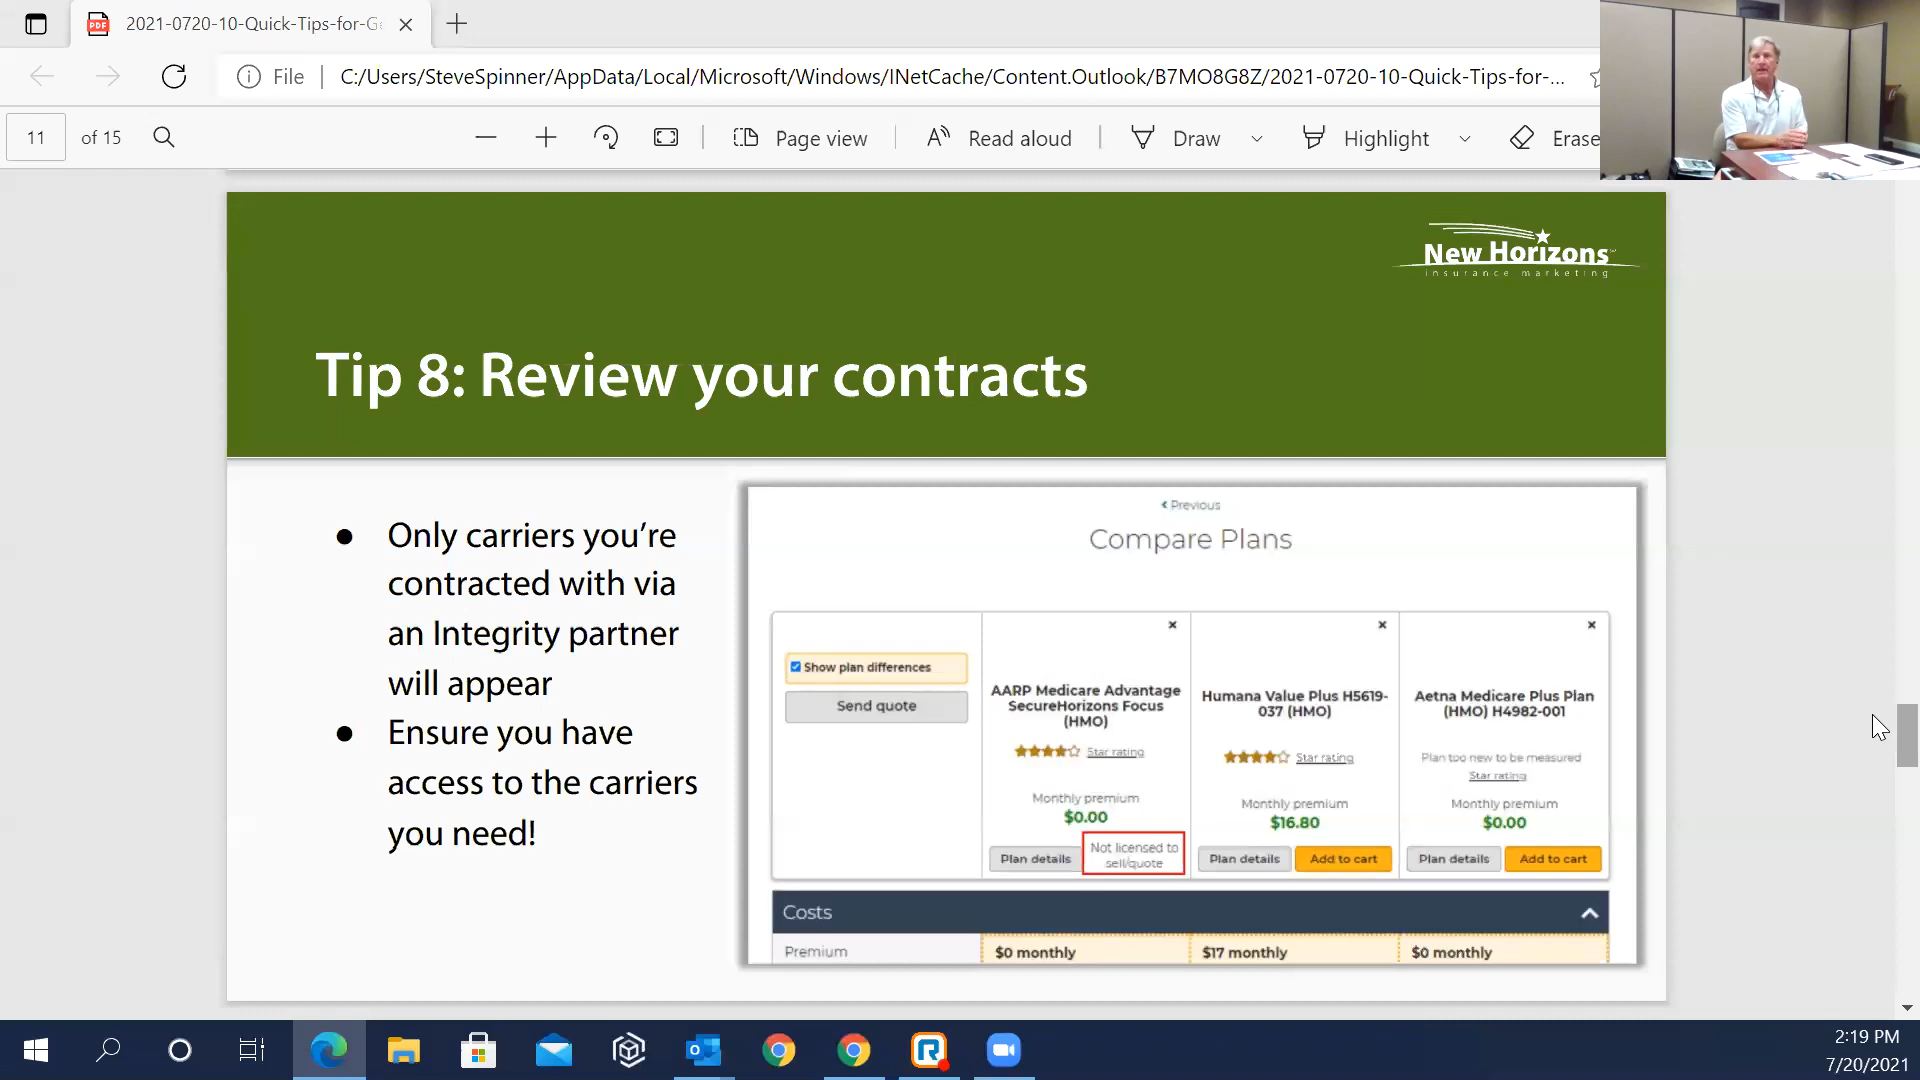 2021-0720-10-Quick-Tips-for-Ge
File
C:/Users/SteveSpinner/AppData/Local/Microsoft/Windows/INetCache/Content.Outlook/B7MO8G8Z/2021-0720-10-Quick-Tips-for-...
11 of 15
Page view
Read aloud
Draw
Highlight
Erase
New Horizons
insurance marketing
Tip 8: Review your contracts
● Only carriers you’re
contracted with via
an Integrity partner
will appear
● Ensure you have
access to the carriers
you need!
Previous
Compare Plans
Show plan differences
Send quote
AARP Medicare Advantage
SecureHorizons Focus
(HMO)
Star rating
Monthly premium
$0.00
Plan details
Not licensed to
sell/quote
Humana Value Plus H5619-
037 (HMO)
Star rating
Monthly premium
$16.80
Plan details
Add to cart
Aetna Medicare Plus Plan
(HMO) H4982-001
Plan too new to be measured
Star rating
Monthly premium
$0.00
Plan details
Add to cart
Costs
Premium $0 monthly $17 monthly $0 monthly
2:19 PM
7/20/2021